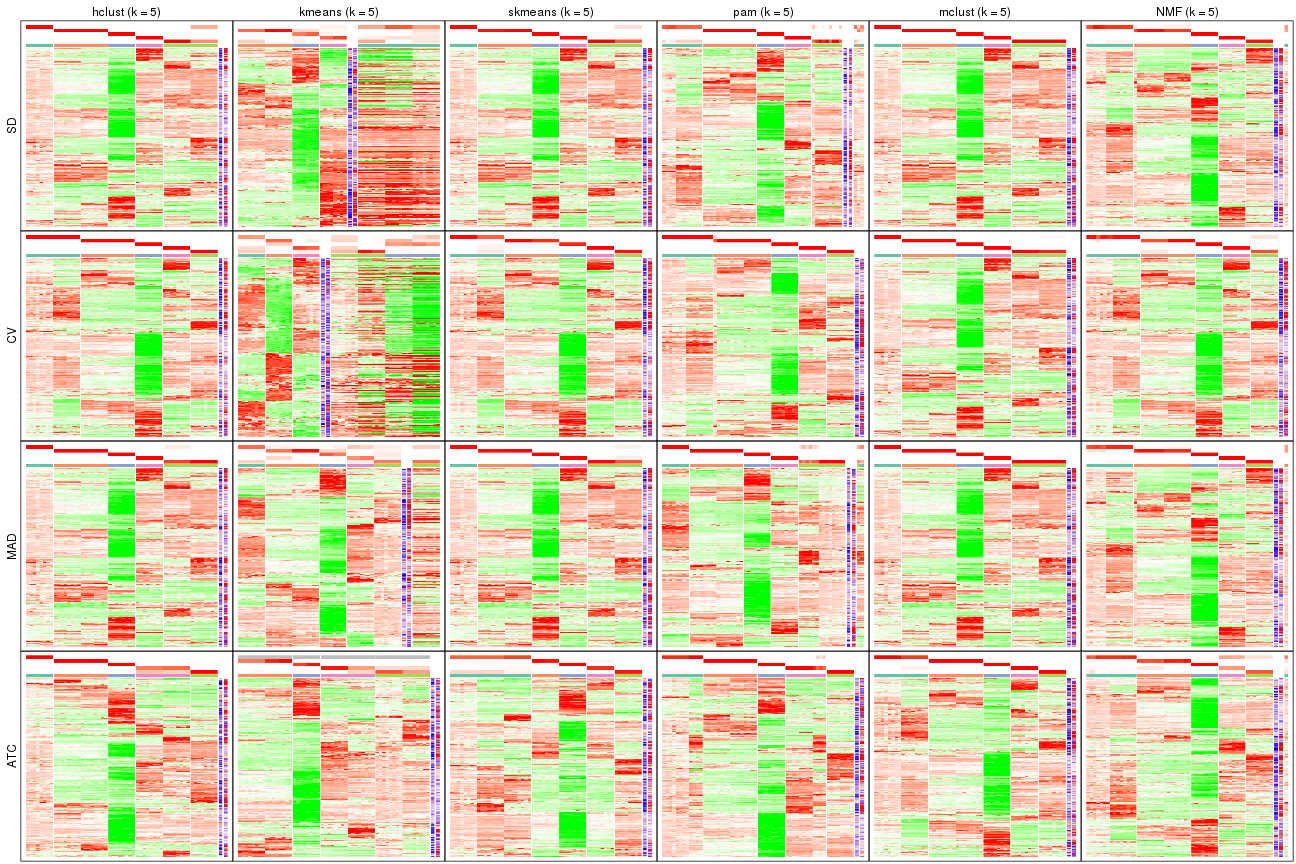 hclust (k = 5)
kmeans (k = 5)
skmeans (k = 5)
pam (k = 5)
mclust (k = 5)
NMF (k = 5)
SD
CV
MAD
ATC